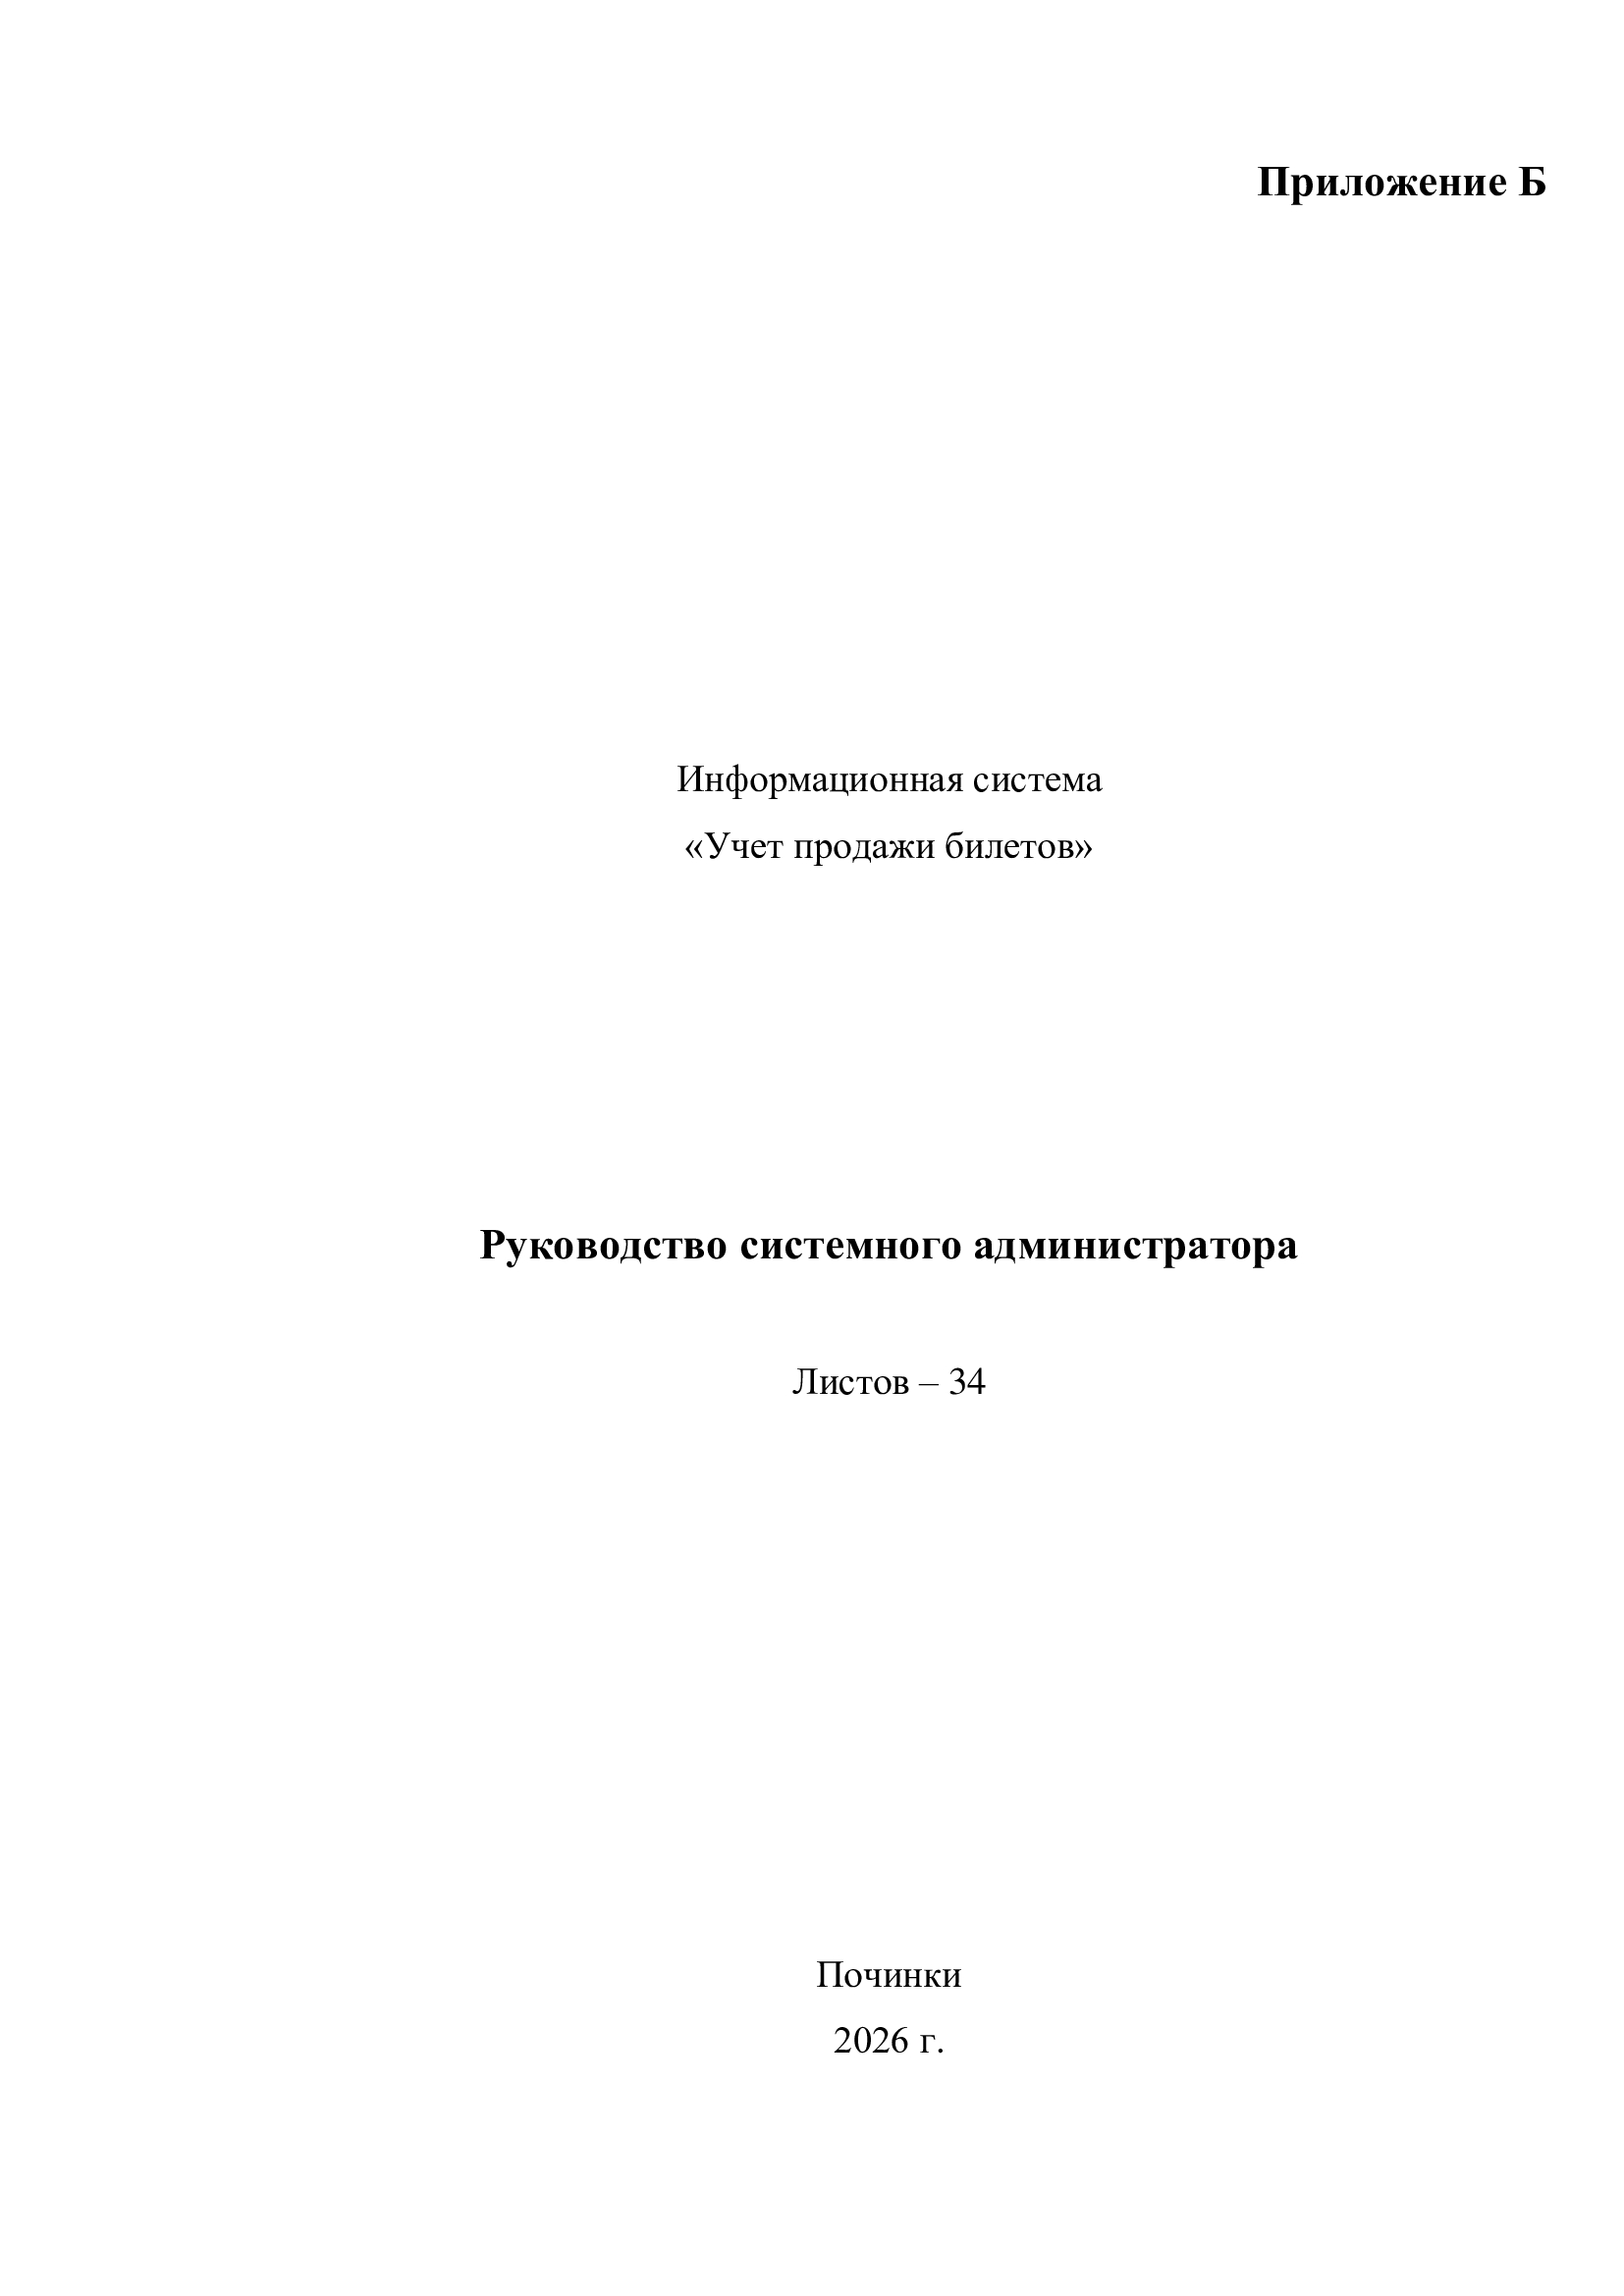 Приложение Б
Информационная система
«Учет продажи билетов»
Руководство системного администратора
Листов – 34
Починки
2026 г.